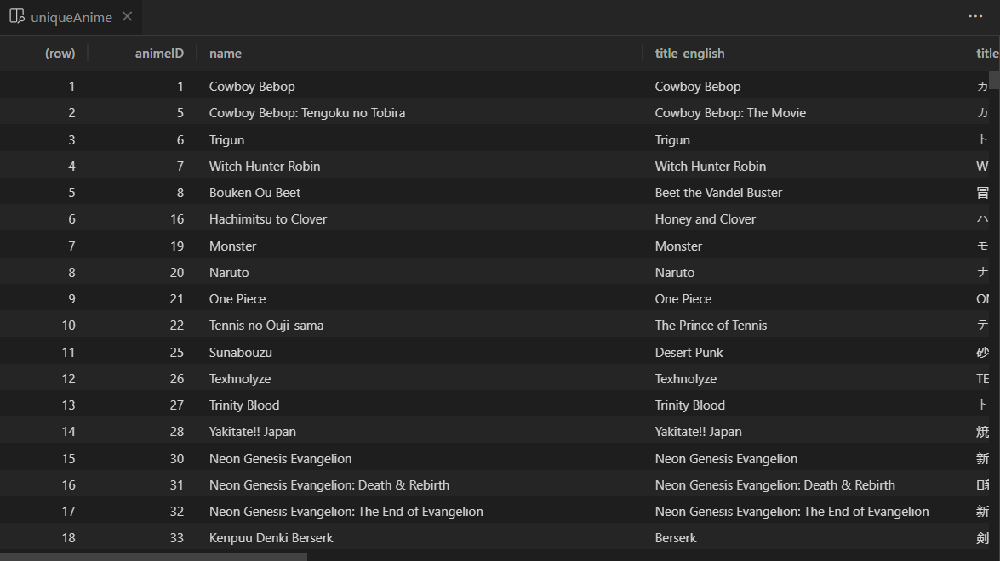 uniqueAnime
(row) animeID name title_english title
1 1 Cowboy Bebop Cowboy Bebop カ
2 5 Cowboy Bebop: Tengoku no Tobira Cowboy Bebop: The Movie カ
3 6 Trigun Trigun ト
4 7 Witch Hunter Robin Witch Hunter Robin W
5 8 Bouken Ou Beet Beet the Vandel Buster 冒
6 16 Hachimitsu to Clover Honey and Clover ハ
7 19 Monster Monster モ
8 20 Naruto Naruto ナ
9 21 One Piece One Piece O
10 22 Tennis no Ouji-sama The Prince of Tennis テ
11 25 Sunabouzu Desert Punk 砂
12 26 Texhnolyze Texhnolyze TE
13 27 Trinity Blood Trinity Blood ト
14 28 Yakitate!! Japan Yakitate!! Japan 焼
15 30 Neon Genesis Evangelion Neon Genesis Evangelion 新
16 31 Neon Genesis Evangelion: Death & Rebirth Neon Genesis Evangelion: Death & Rebirth
17 32 Neon Genesis Evangelion: The End of Evangelion Neon Genesis Evangelion: The End of Evangelion 新
18 33 Kenpuu Denki Berserk Berserk 剣